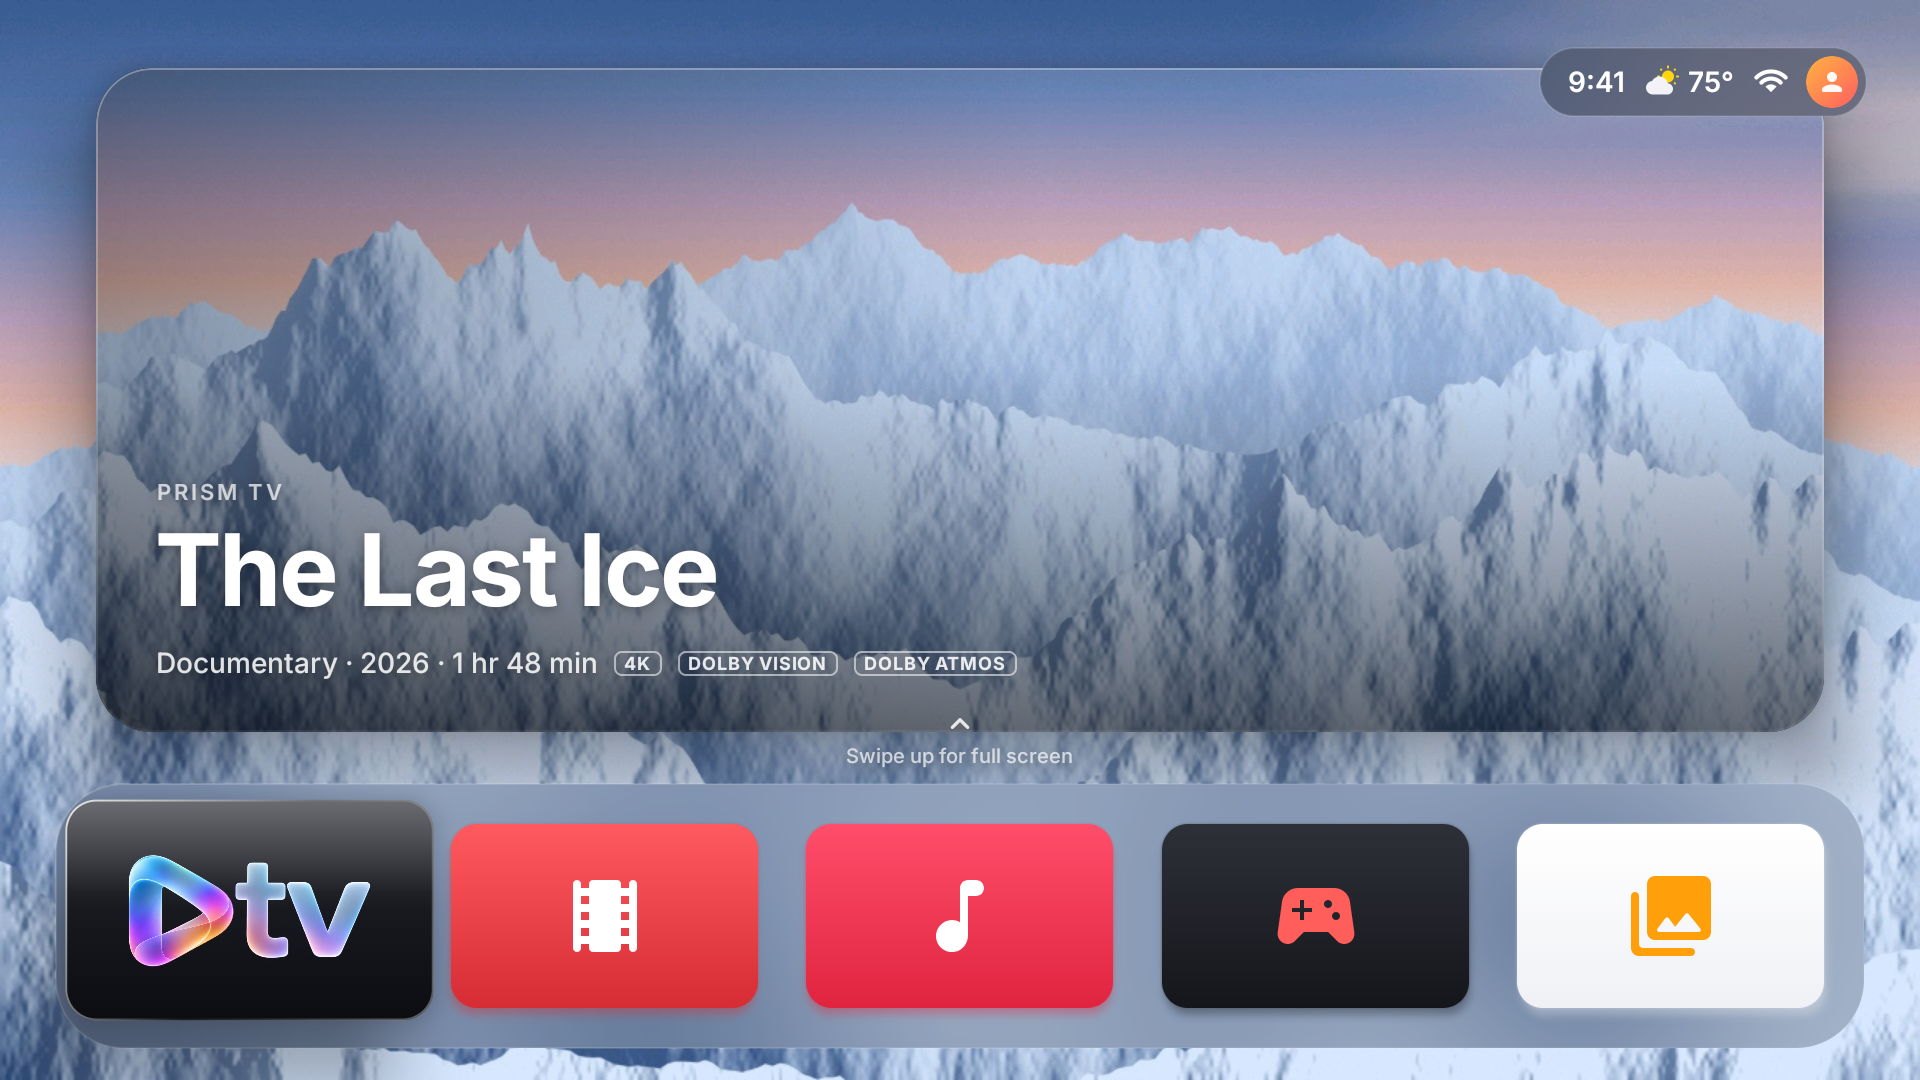 9:41 75°
PRISM TV
The Last Ice
Documentary · 2026 · 1 hr 48 min 4K DOLBY VISION DOLBY ATMOS
Swipe up for full screen
tv